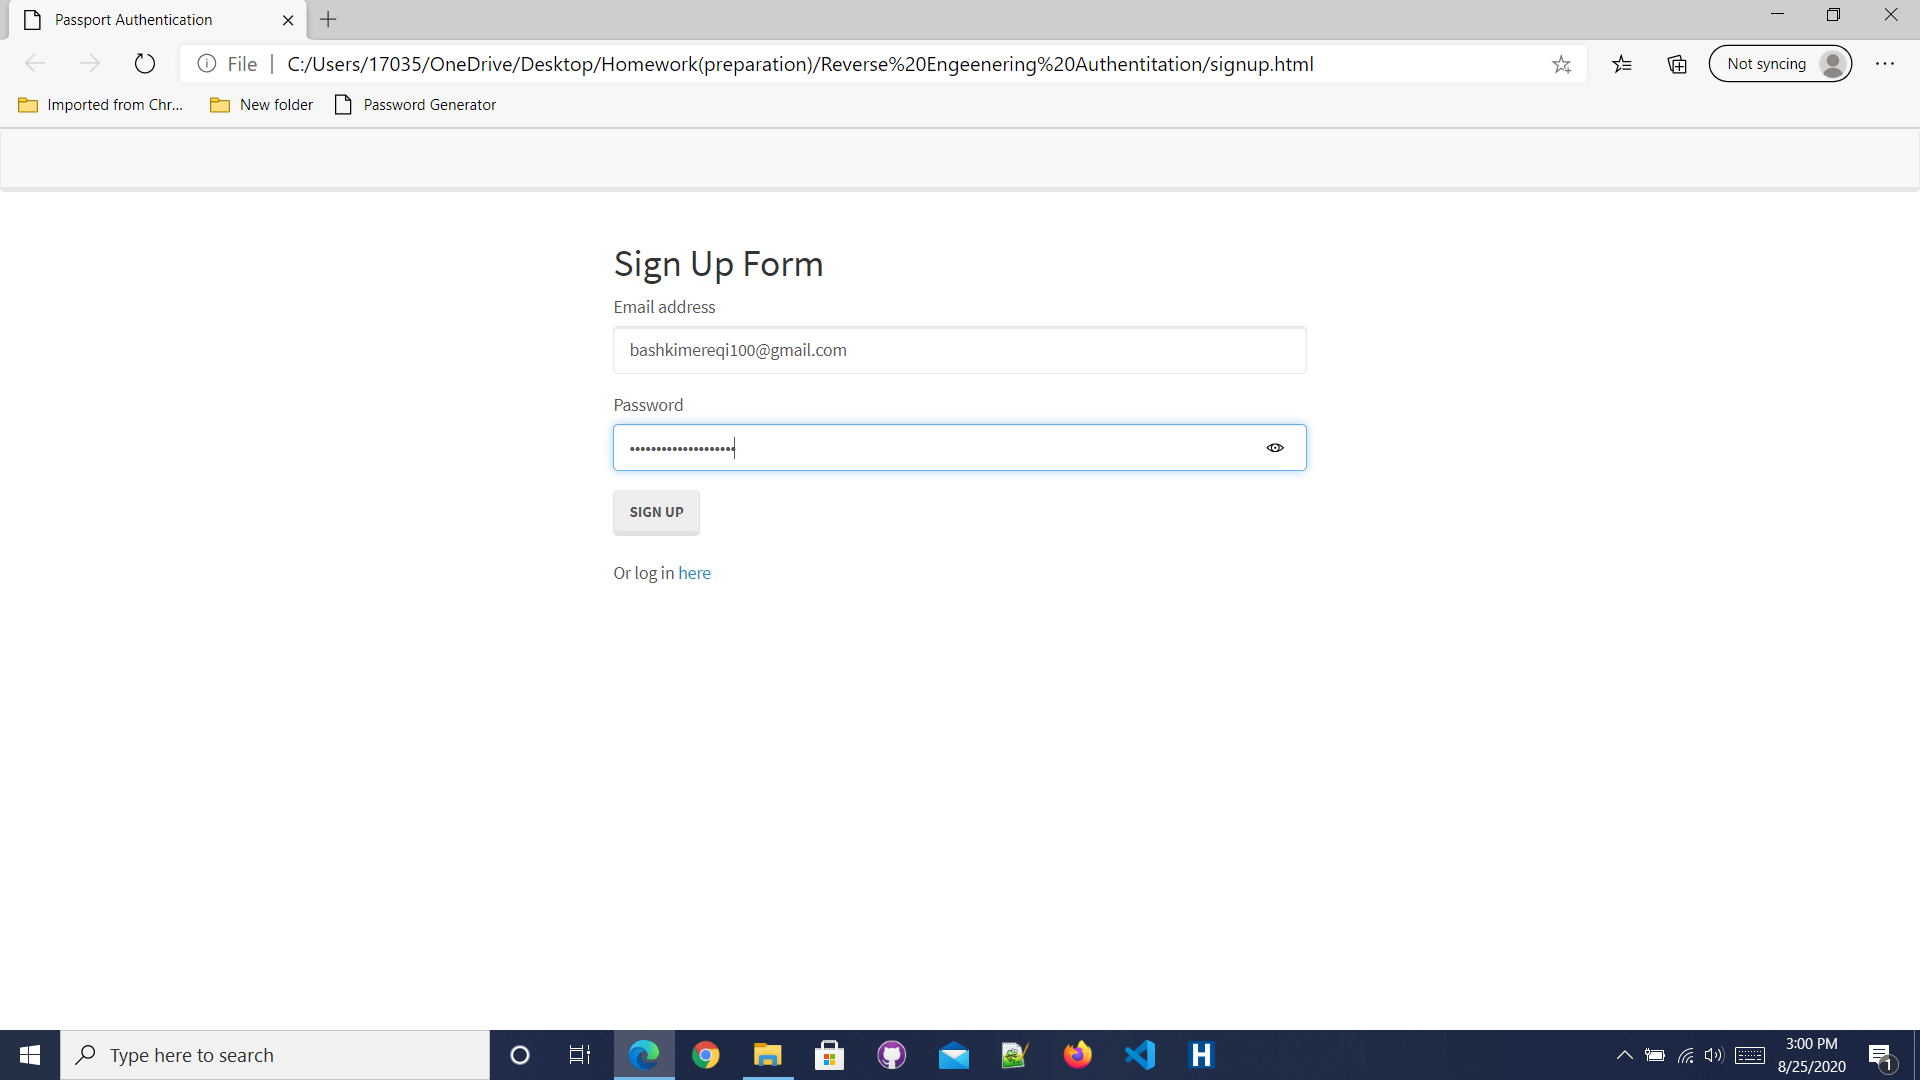 Passport Authentication
File
C:/Users/17035/OneDrive/Desktop/Homework(preparation)/Reverse%20Engeenering%20Authentitation/signup.html
Not syncing
Imported from Chr...
New folder
Password Generator
Sign Up Form
Email address
bashkimereqi100@gmail.com
Password
••••••••••••••••••••
SIGN UP
Or log in here
Type here to search
H
3:00 PM
8/25/2020
1